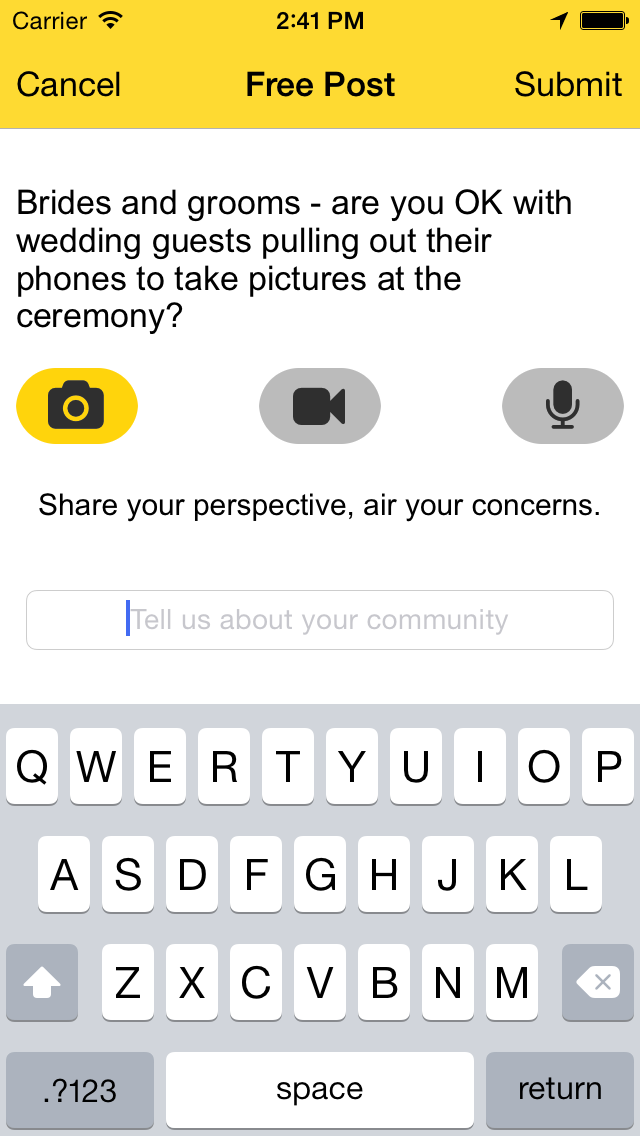 Carrier 2:41 PM
Cancel Free Post Submit
Brides and grooms - are you OK with
wedding guests pulling out their
phones to take pictures at the
ceremony?
Share your perspective, air your concerns.
Tell us about your community
Q W E R T Y U I O P
A S D F G H J K L
Z X C V B N M
.?123 space return